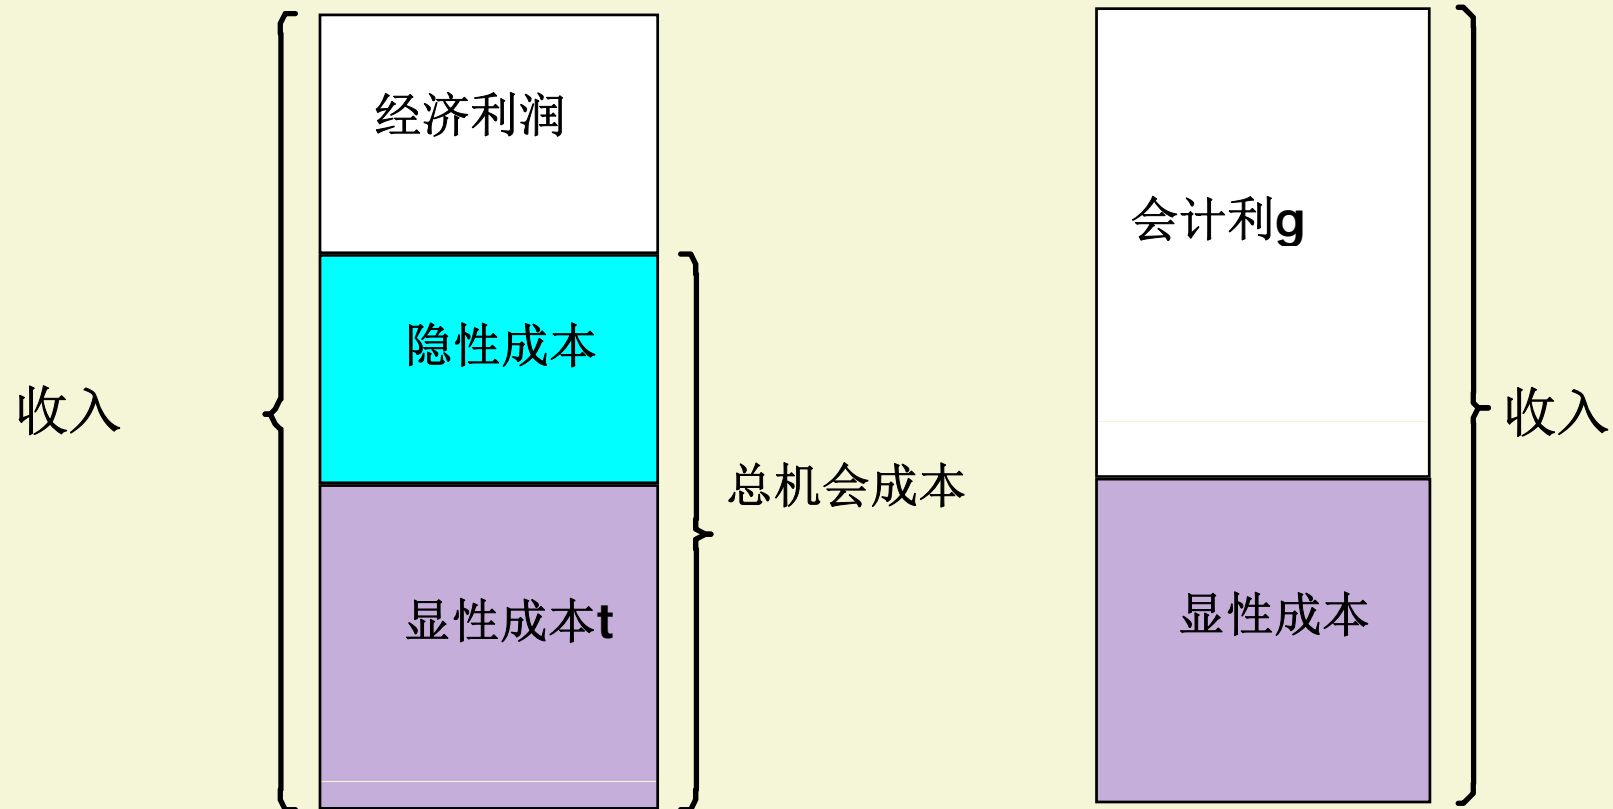 经济利润
会计利g
隐性成本
收入
收入
总机会成本
显性成本t
显性成本